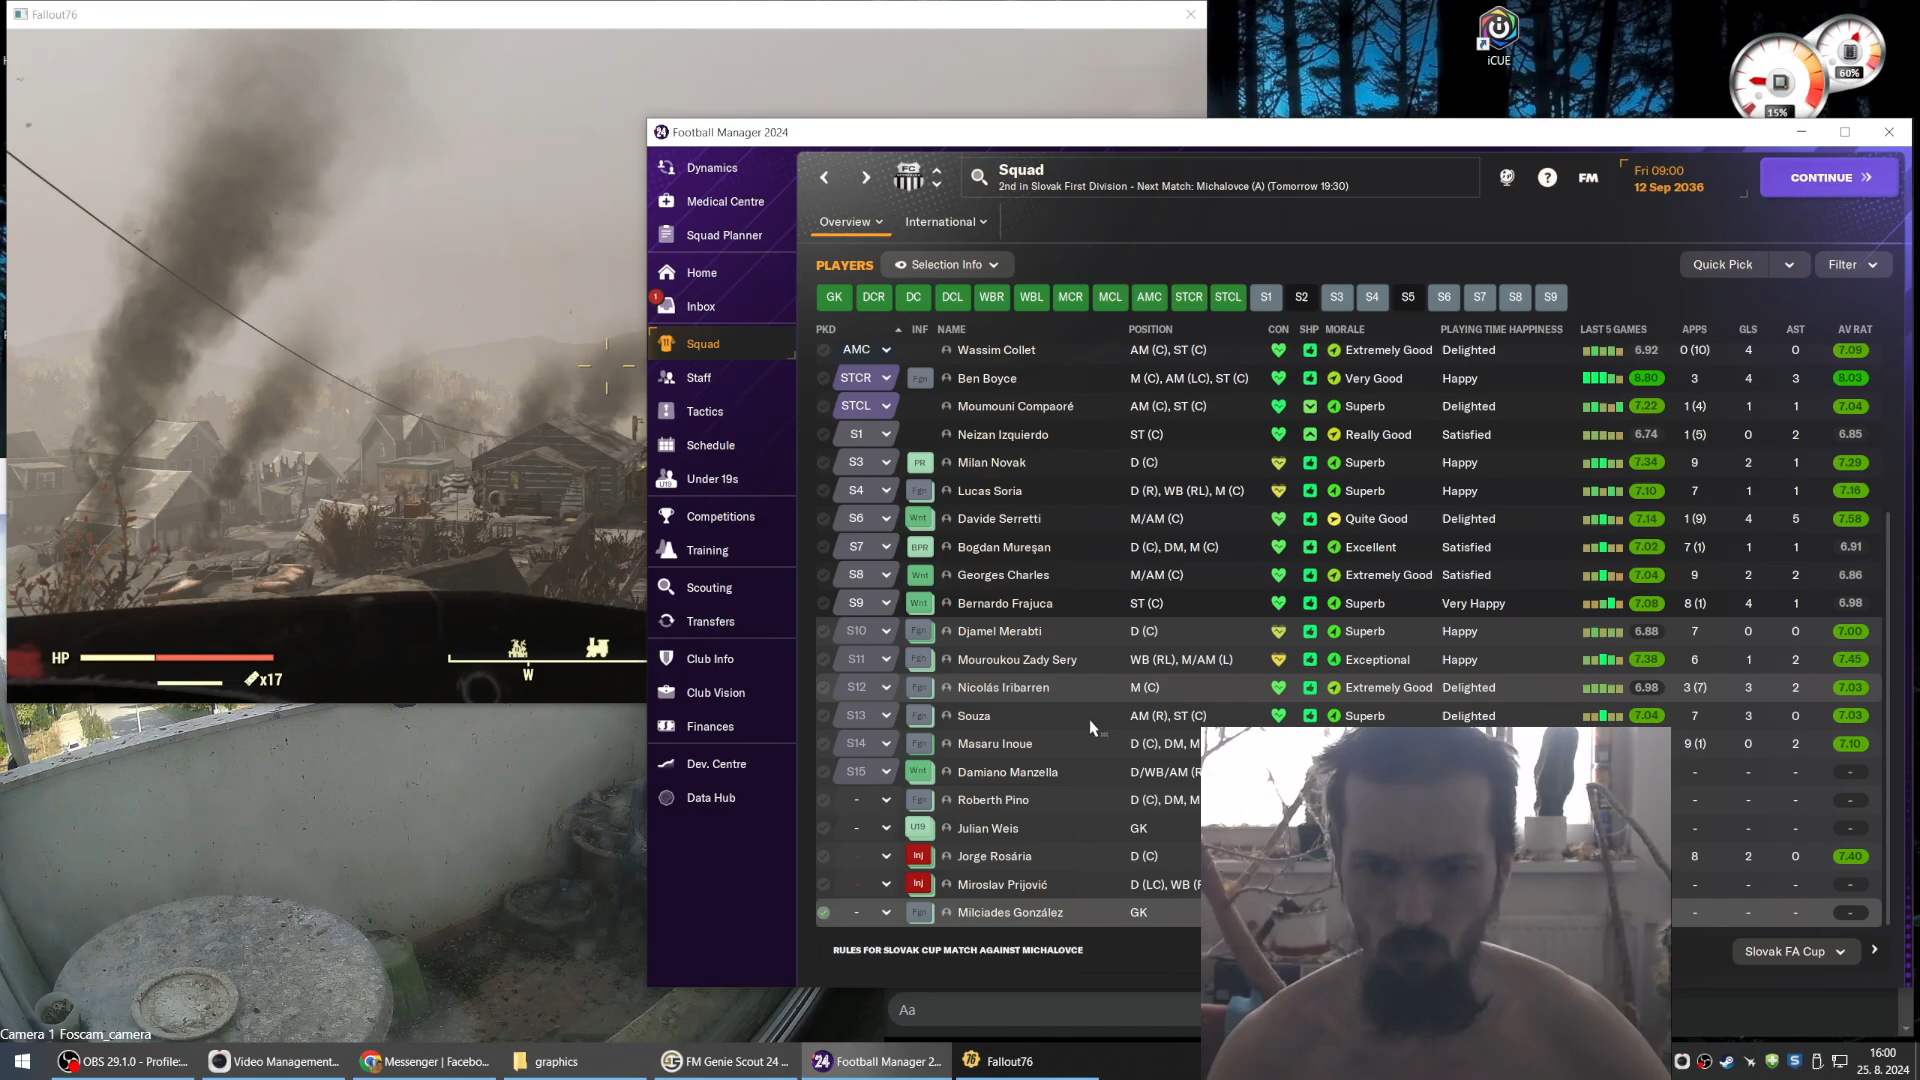 Fallout76
iCUE
60%
15%
Football Manager 2024
Dynamics
Medical Centre
Squad Planner
Home
1
Inbox
Squad
Staff
Tactics
Schedule
Under 19s
Competitions
Training
Scouting
Transfers
Club Info
Club Vision
Finances
Dev. Centre
Data Hub
Squad
2nd in Slovak First Division - Next Match: Michalovce (A) (Tomorrow 19:30)
FM
Fri 09:00
12 Sep 2036
CONTINUE
Overview International
PLAYERS Selection Info Quick Pick Filter
GK DCR DC DCL WBR WBL MCR MCL AMC STCR STCL S1 S2 S3 S4 S5 S6 S7 S8 S9
PKD INF NAME POSITION CON SHP MORALE PLAYING TIME HAPPINESS LAST 5 GAMES APPS GLS AST AV RAT
AMC Wassim Collet AM (C), ST (C) Extremely Good Delighted 6.92 0 (10) 4 0 7.09
STCR Fgn Ben Boyce M (C), AM (LC), ST (C) Very Good Happy 8.80 3 4 3 8.03
STCL Moumouni Compaoré AM (C), ST (C) Superb Delighted 7.22 1 (4) 1 1 7.04
S1 Neizan Izquierdo ST (C) Really Good Satisfied 6.74 1 (5) 0 2 6.85
S3 PR Milan Novak D (C) Superb Happy 7.34 9 2 1 7.29
S4 Fgn Lucas Soria D (R), WB (RL), M (C) Superb Happy 7.10 7 1 1 7.16
S6 Wnt Davide Serretti M/AM (C) Quite Good Delighted 7.14 1 (9) 4 5 7.58
S7 BPR Bogdan Mureşan D (C), DM, M (C) Excellent Satisfied 7.02 7 (1) 1 1 6.91
S8 Wnt Georges Charles M/AM (C) Extremely Good Satisfied 7.04 9 2 2 6.86
S9 Wnt Bernardo Frajuca ST (C) Superb Very Happy 7.08 8 (1) 4 1 6.98
S10 Fgn Djamel Merabti D (C) Superb Happy 6.88 7 0 0 7.00
S11 Fgn Mouroukou Zady Sery WB (RL), M/AM (L) Exceptional Happy 7.38 6 1 2 7.45
S12 Fgn Nicolás Iribarren M (C) Extremely Good Delighted 6.98 3 (7) 3 2 7.03
S13 Fgn Souza AM (R), ST (C) Superb Delighted 7.04 7 3 0 7.03
S14 Fgn Masaru Inoue D (C), DM, M 9 (1) 0 2 7.10
S15 Wnt Damiano Manzella D/WB/AM (R - - - -
- Fgn Roberth Pino D (C), DM, M - - - -
- U19 Julian Weis GK - - - -
- Inj Jorge Rosária D (C) 8 2 0 7.40
- Inj Miroslav Prijović D (LC), WB (R - - - -
- Fgn Milciades González GK - - - -
RULES FOR SLOVAK CUP MATCH AGAINST MICHALOVCE
Slovak FA Cup
HP
x17
W
Aa
Camera 1 Foscam_camera
OBS 29.1.0 - Profile:...
Video Management...
Messenger | Facebo...
graphics
FM Genie Scout 24 ...
Football Manager 2...
Fallout76
16:00
25. 8. 2024